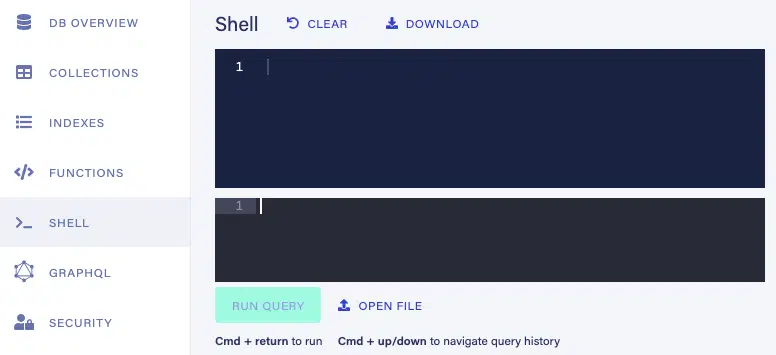 DB OVERVIEW
COLLECTIONS
INDEXES
FUNCTIONS
SHELL
GRAPHQL
SECURITY
Shell CLEAR DOWNLOAD
1
1
RUN QUERY OPEN FILE
Cmd + return to run Cmd + up/down to navigate query history